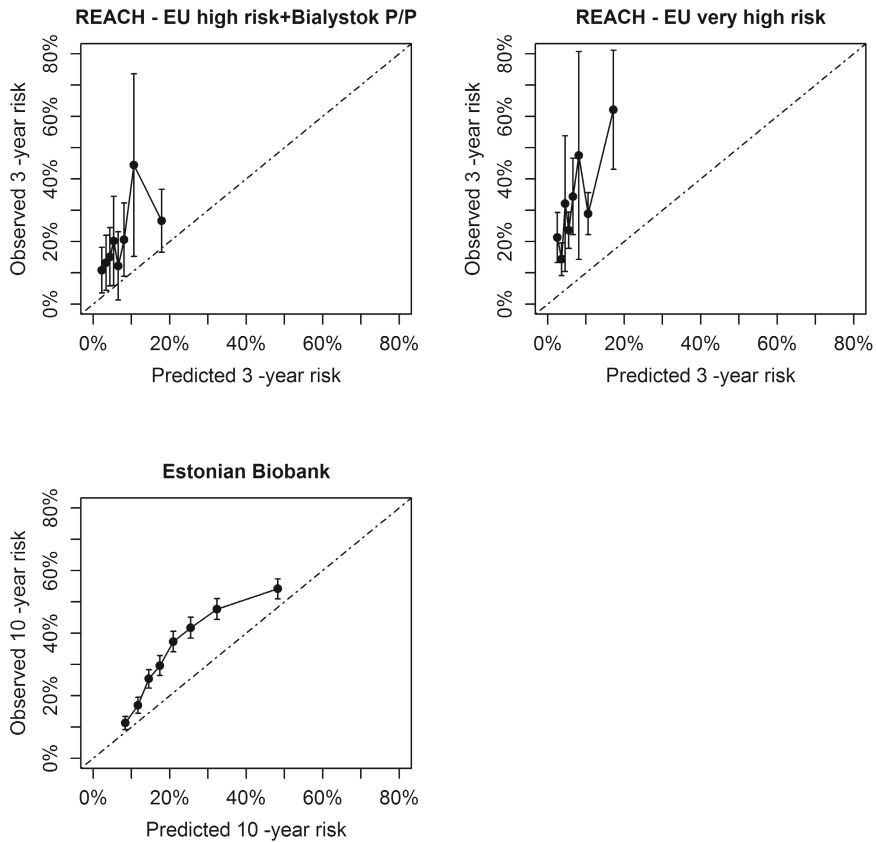 REACH - EU high risk+Bialystok P/P
Observed 3 -year risk
80%
60%
40%
20%
0%
0% 20% 40% 60% 80%
Predicted 3 -year risk
REACH - EU very high risk
Observed 3 -year risk
80%
60%
40%
20%
0%
0% 20% 40% 60% 80%
Predicted 3 -year risk
Estonian Biobank
Observed 10 -year risk
80%
60%
40%
20%
0%
0% 20% 40% 60% 80%
Predicted 10 -year risk